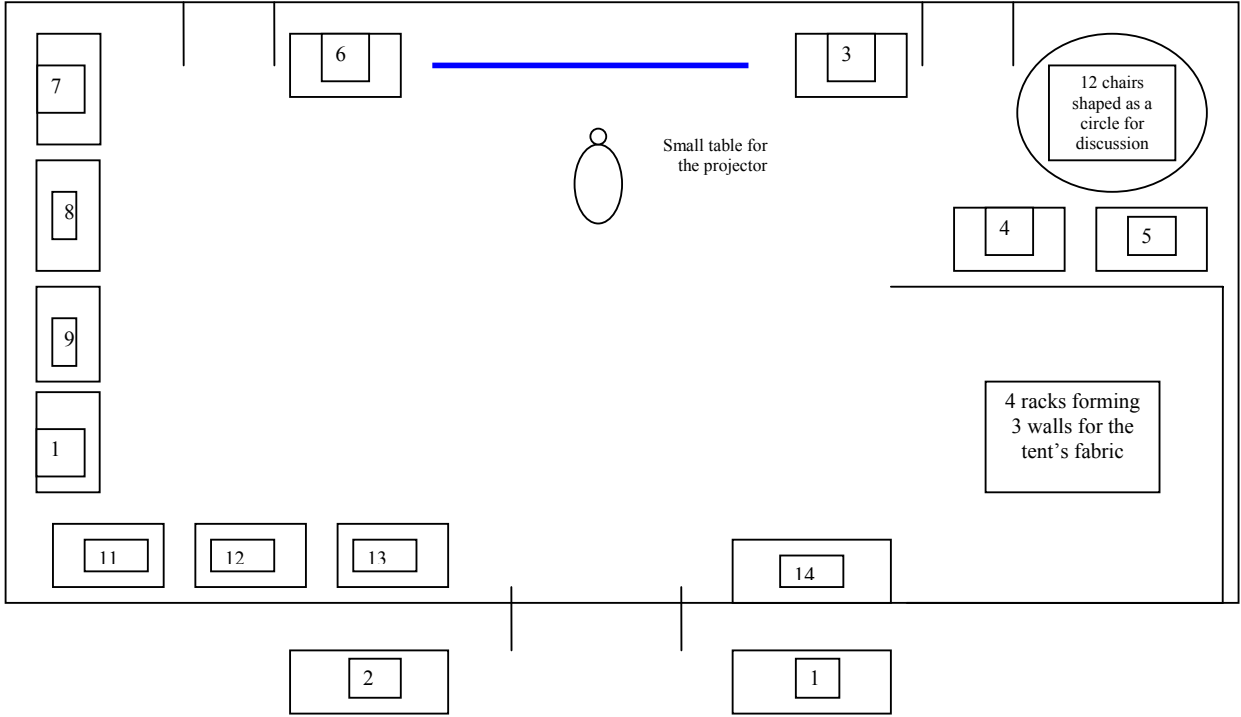 6
3
7
12 chairs
shaped as a
circle for
discussion
Small table for
the projector
8
4
5
9
4 racks forming
3 walls for the
tent’s fabric
1
11
12
13
14
2
1